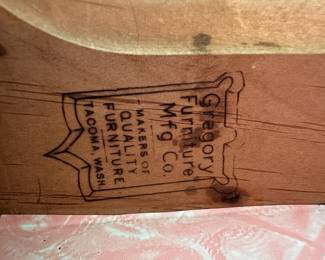 Gregory
Furniture
Mfg Co.
MAKERS OF
QUALITY
FURNITURE
TACOMA WASH.